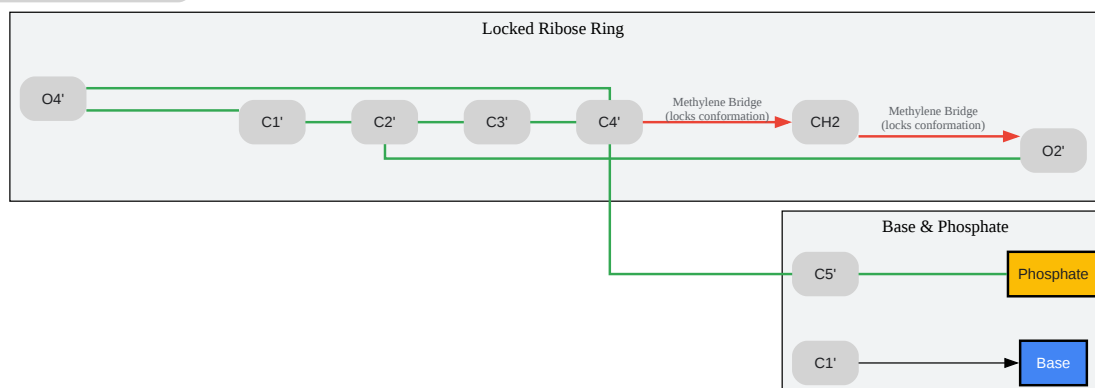 Locked Ribose Ring
O4'
C1'
C2'
C3'
C4'
Methylene Bridge
(locks conformation)
CH2
Methylene Bridge
(locks conformation)
O2'
Base & Phosphate
C5'
Phosphate
C1'
Base